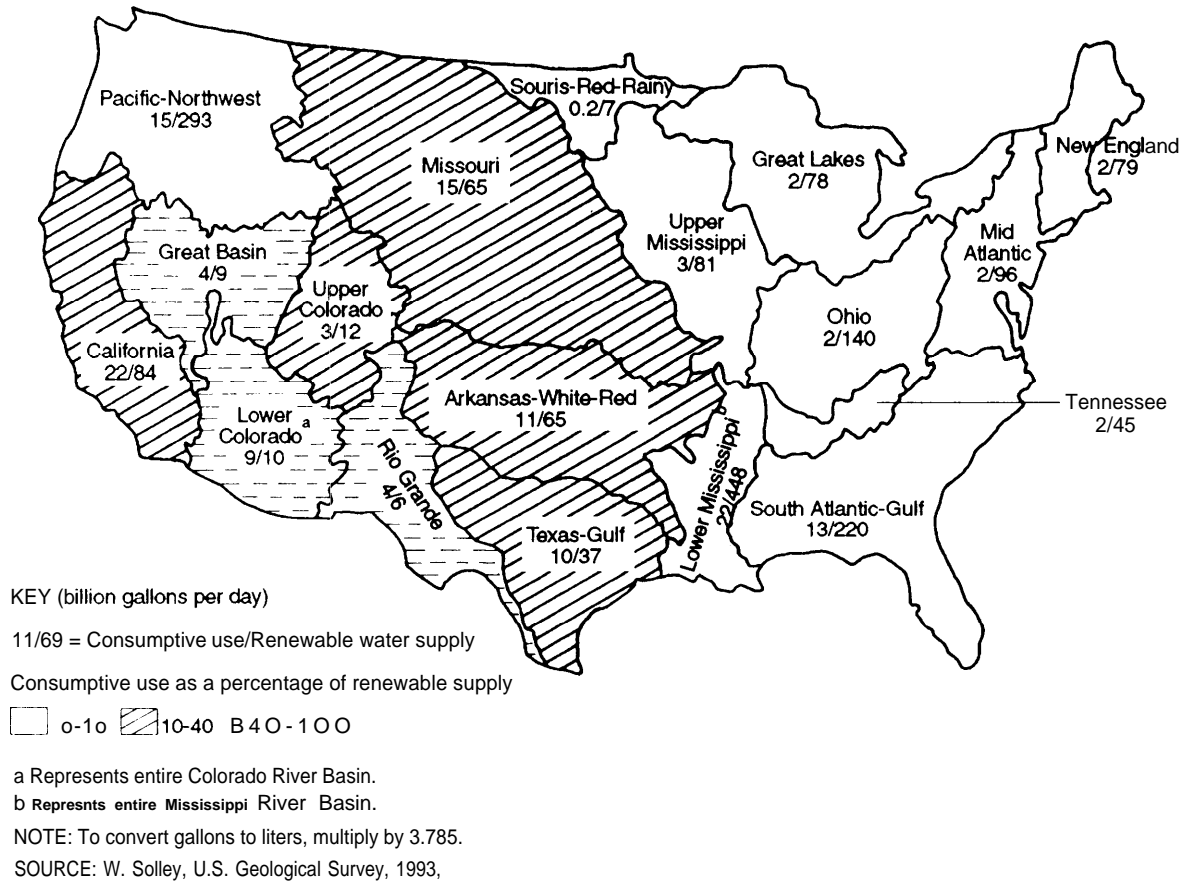 Pacific-Northwest
15/293
Souris-Red-Rainy
0.2/7
Missouri
15/65
Great Lakes
2/78
New England
2/79
Upper
Mississippi
3/81
Mid
Atlantic
2/96
Great Basin
4/9
Upper
Colorado
3/12
Ohio
2/140
California
22/84
Arkansas-White-Red
11/65
Tennessee
2/45
Lower
Colorado a
9/10
Rio Grande
4/6
Lower Mississippi b
22/448
South Atlantic-Gulf
13/220
Texas-Gulf
10/37
KEY (billion gallons per day)
11/69 = Consumptive use/Renewable water supply
Consumptive use as a percentage of renewable supply
o-1o 10-40 B 4 O - 1 O O
a Represents entire Colorado River Basin.
b Represnts entire Mississippi River Basin.
NOTE: To convert gallons to liters, multiply by 3.785.
SOURCE: W. Solley, U.S. Geological Survey, 1993,